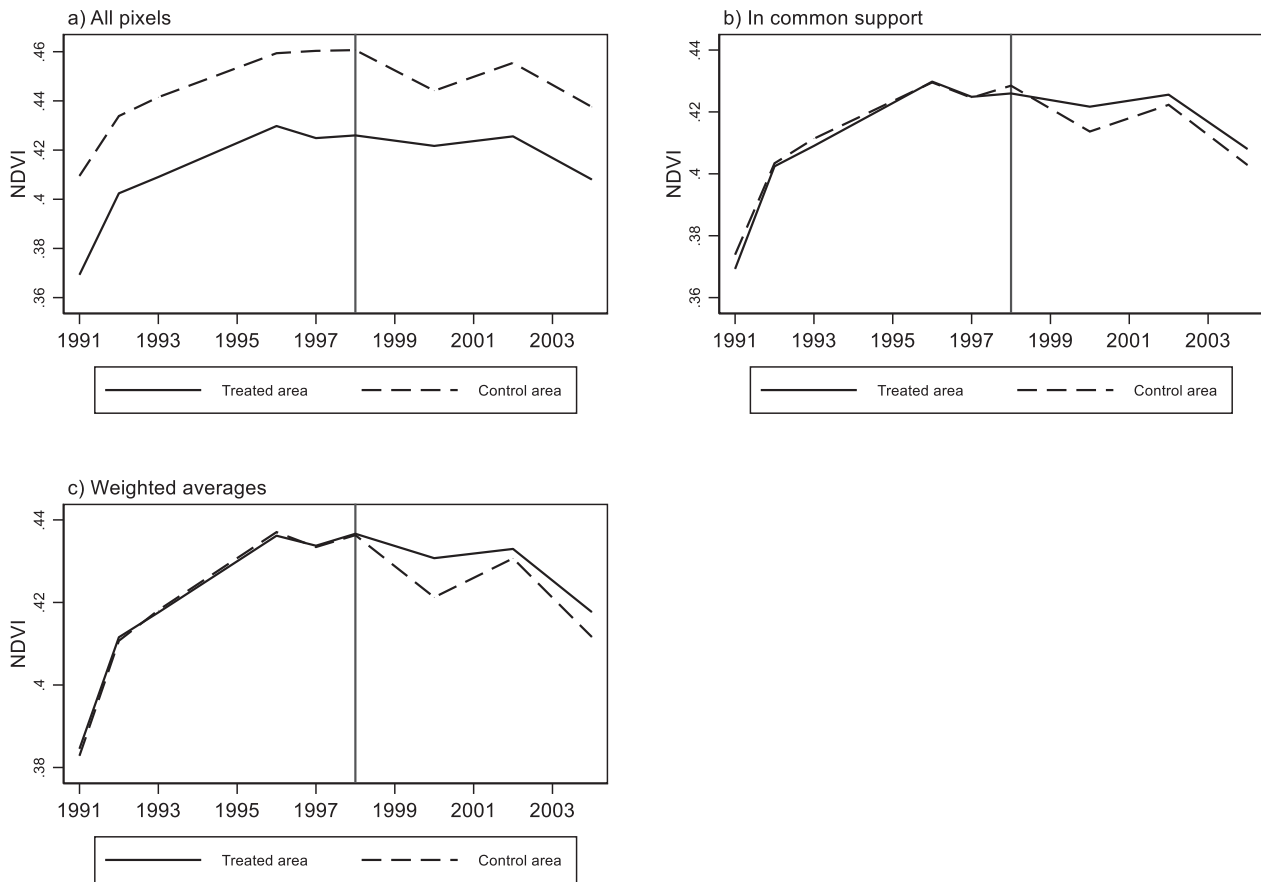 a) All pixels
NDVI
.46
.44
.42
.4
.38
.36
1991 1993 1995 1997 1999 2001 2003
Treated area Control area
b) In common support
NDVI
.44
.42
.4
.38
.36
1991 1993 1995 1997 1999 2001 2003
Treated area Control area
c) Weighted averages
NDVI
.44
.42
.4
.38
1991 1993 1995 1997 1999 2001 2003
Treated area Control area